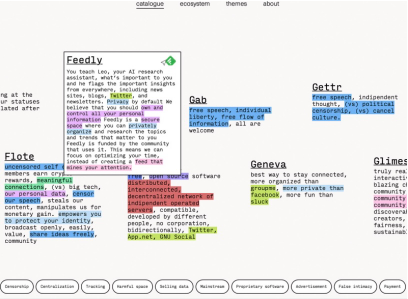 catalogue ecosystem themes about
Feedly
You teach Leo, your AI research
assistant, what's important to you
and he flags the important insights
from everywhere, including news
sites, blogs, Twitter, and
newsletters. Privacy by default We
believe that you should own and
control all your personal
information Feedly is a secure
space where you can privately
organize and research the topics
and trends that matter to you
Feedly is funded by the community
that uses it. This means we can
focus on optimizing your time,
instead of creating a feed that
mines your attention.
ng at the
ur statuses
lated after
Gab
free speech, individual
liberty, free flow of
information, all are
welcome
Gettr
free speech, indipendent
thought, (vs) political
censorship, (vs) cancel
culture,
Flote
uncensored self
members earn cry
rewards, meaningful
connections, (vs) big tech,
our personal data, censor
our speech, steals our
content, manipulates us for
monetary gain. empowers you
to protect your identity,
broadcast openly, easily,
value, share ideas freely,
community
free, open source software
distributed,
interconnected,
decentralized network of
indipendent operated
servers, compatible,
developed by different
people, no corporation,
bidirectionally, Twitter,
App.net, GNU Social
Geneva
best way to stay connected,
more organized than
groupme, more private than
facebook, more fun than
sluck
Glimes
truly rea
interacti
blazing c
community
community
community
discovera
creators,
fairness,
sustainab
Censorship Centralization Tracking Harmful space Selling data Mainstream Proprietary software Advertisement False intimacy Payment